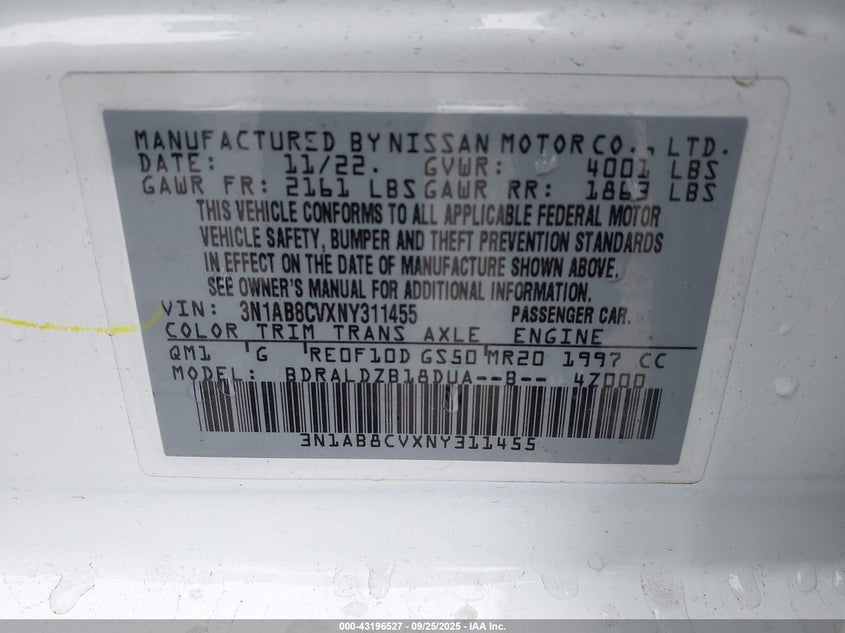 MANUFACTURED BY NISSAN MOTOR CO., LTD.
DATE: 11/22. GVWR: 4001 LBS
GAWR FR: 2161 LBS GAWR RR: 1863 LBS
THIS VEHICLE CONFORMS TO ALL APPLICABLE FEDERAL MOTOR
VEHICLE SAFETY, BUMPER AND THEFT PREVENTION STANDARDS
IN EFFECT ON THE DATE OF MANUFACTURE SHOWN ABOVE.
SEE OWNER'S MANUAL FOR ADDITIONAL INFORMATION.
VIN: 3N1AB8CVXNY311455 PASSENGER CAR.
COLOR TRIM TRANS AXLE ENGINE
QM1 G RE0F10D GS50 MR20 1997 CC
MODEL: BDRALDZB18DUA--B-- 4Z000
3N1AB8CVXNY311455
000-43196527 - 09/25/2025 - IAA Inc.